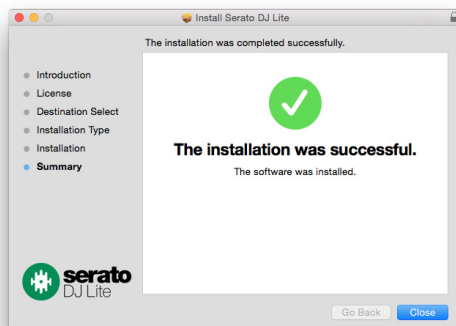 Install Serato DJ Lite
The installation was completed successfully.
Introduction
License
Destination Select
Installation Type
Installation
Summary
The installation was successful.
The software was installed.
serato
DJ Lite
Go Back
Close